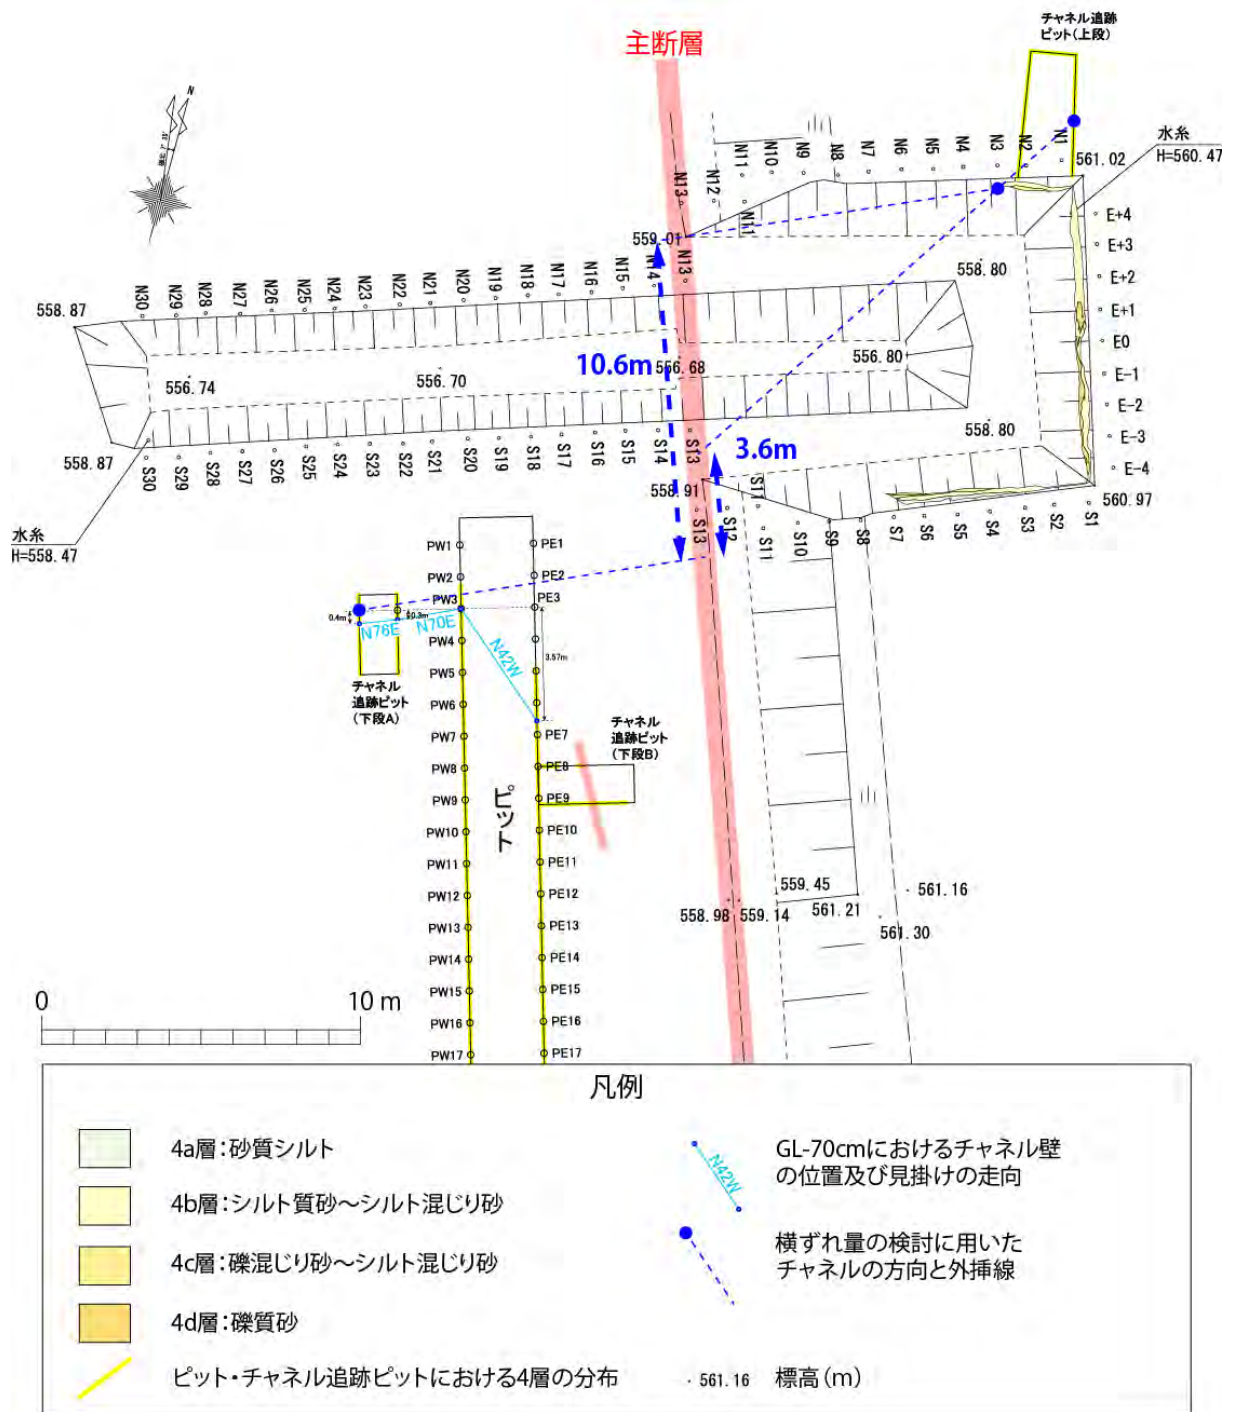 チャネル追跡
ピット(上段)
主断層
N
水糸
H=560.47
561.02
N1
N2
N3
N4
N5
N6
N7
N8
N9
N10
N11
N12
N13
N11
E+4
E+3
E+2
E+1
E0
E-1
E-2
E-3
E-4
559.01
N13
N14
N15
N16
N17
N18
N19
N20
N21
N22
N23
N24
N25
N26
N27
N28
N29
N30
558.87
558.80
10.6m
556.68
556.80
556.74
556.70
3.6m
558.80
558.87
S30
S29
S28
S27
S26
S25
S24
S23
S22
S21
S20
S19
S18
S17
S16
S15
S14
S13
558.91
S11
560.97
S13
S12
S11
S10
S9
S8
S7
S6
S5
S4
S3
S2
S1
水糸
H=558.47
PW1
PE1
PW2
PE2
PW3
PE3
0.4m
0.3m
N76E
N70E
N42W
3.57m
PW4
PW5
PW6
チャネル
追跡ピット
(下段A)
チャネル
追跡ピット
(下段B)
PW7
PE7
PW8
PE8
PW9
PE9
ピット
PW10
PE10
PW11
PE11
PW12
PE12
PW13
PE13
PW14
PE14
PW15
PE15
PW16
PE16
PW17
PE17
559.45
561.16
558.98
559.14
561.21
561.30
0
10 m
凡例
4a層：砂質シルト
4b層：シルト質砂～シルト混じり砂
4c層：礫混じり砂～シルト混じり砂
4d層：礫質砂
ピット・チャネル追跡ピットにおける4層の分布
N42W
GL-70cmにおけるチャネル壁
の位置及び見掛けの走向
横ずれ量の検討に用いた
チャネルの方向と外挿線
561.16
標高(m)